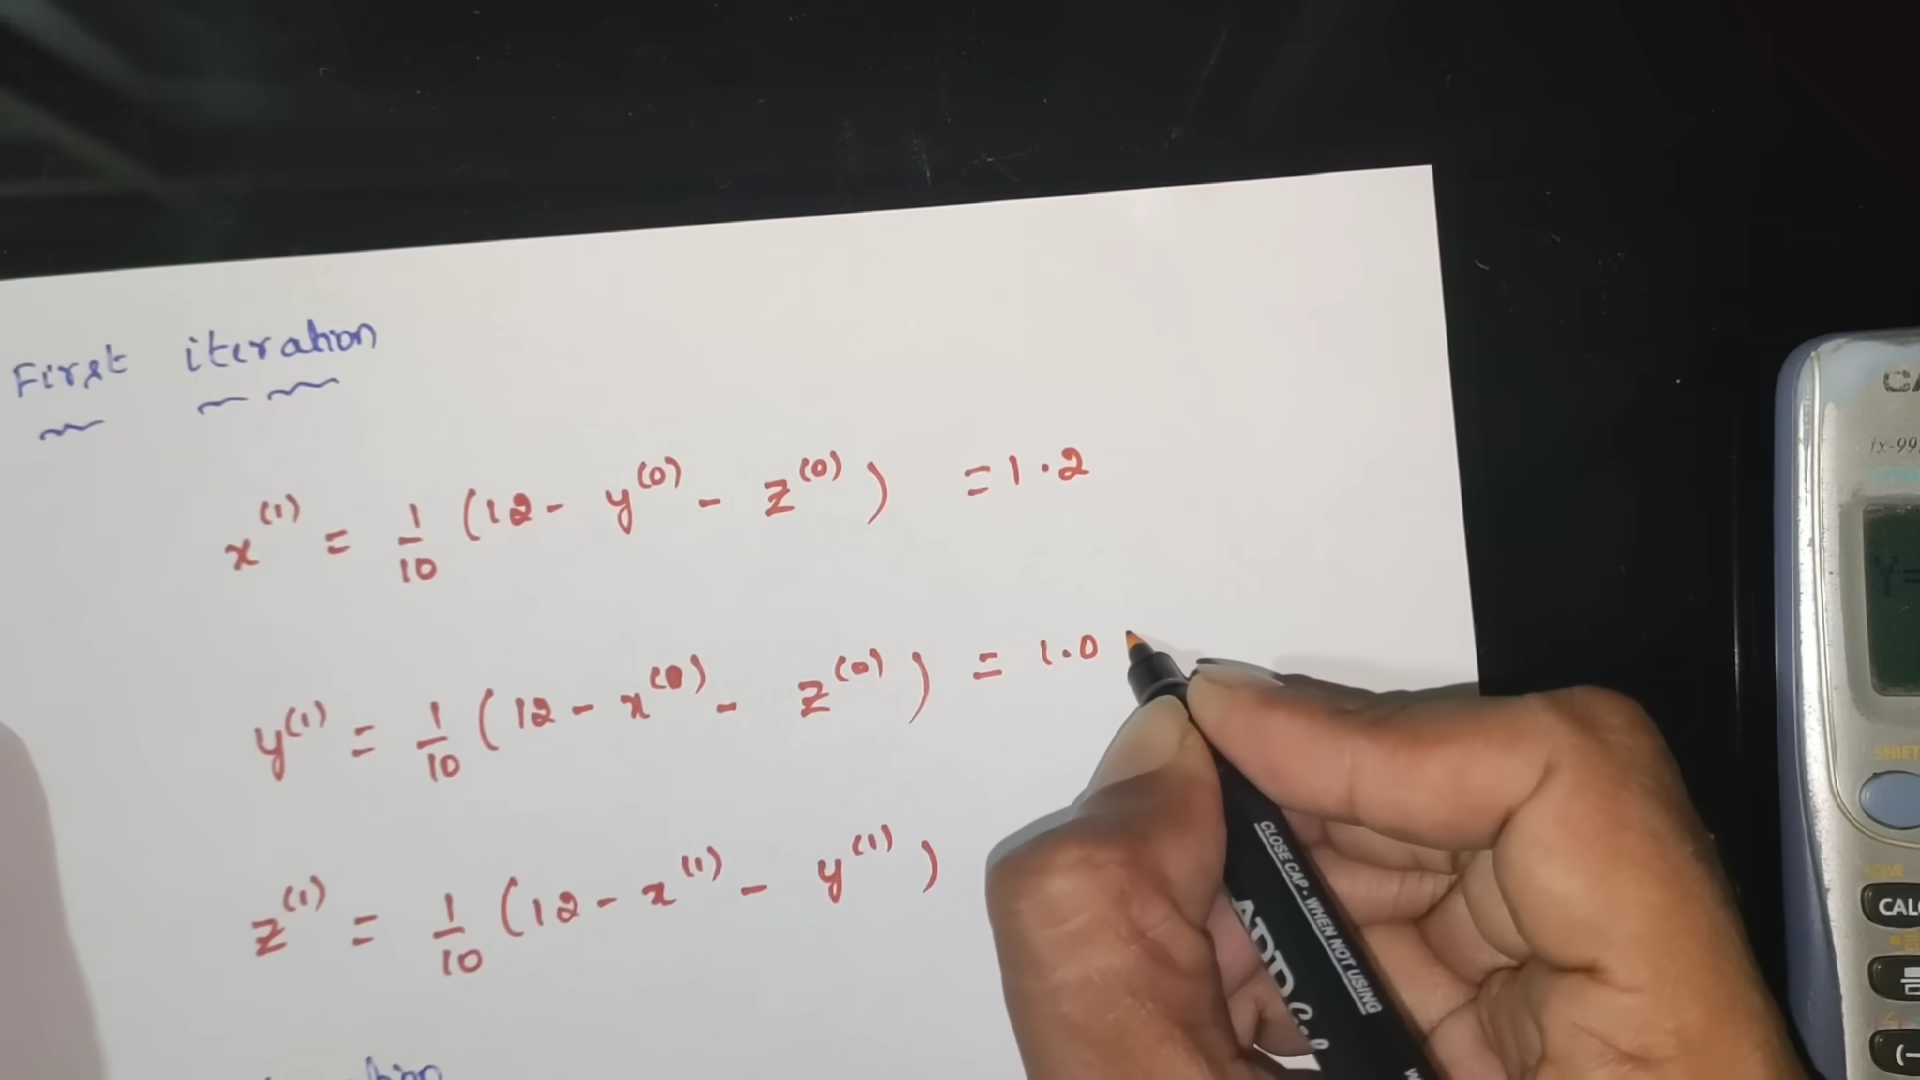 First iteration
x⁽¹⁾ = 1/10 (12 - y⁽⁰⁾ - z⁽⁰⁾) = 1.2
y⁽¹⁾ = 1/10 (12 - x⁽⁰⁾ - z⁽⁰⁾) = 1.0
z⁽¹⁾ = 1/10 (12 - x⁽¹⁾ - y⁽¹⁾)
CLOSE CAP - WHEN NOT USING
SHIFT